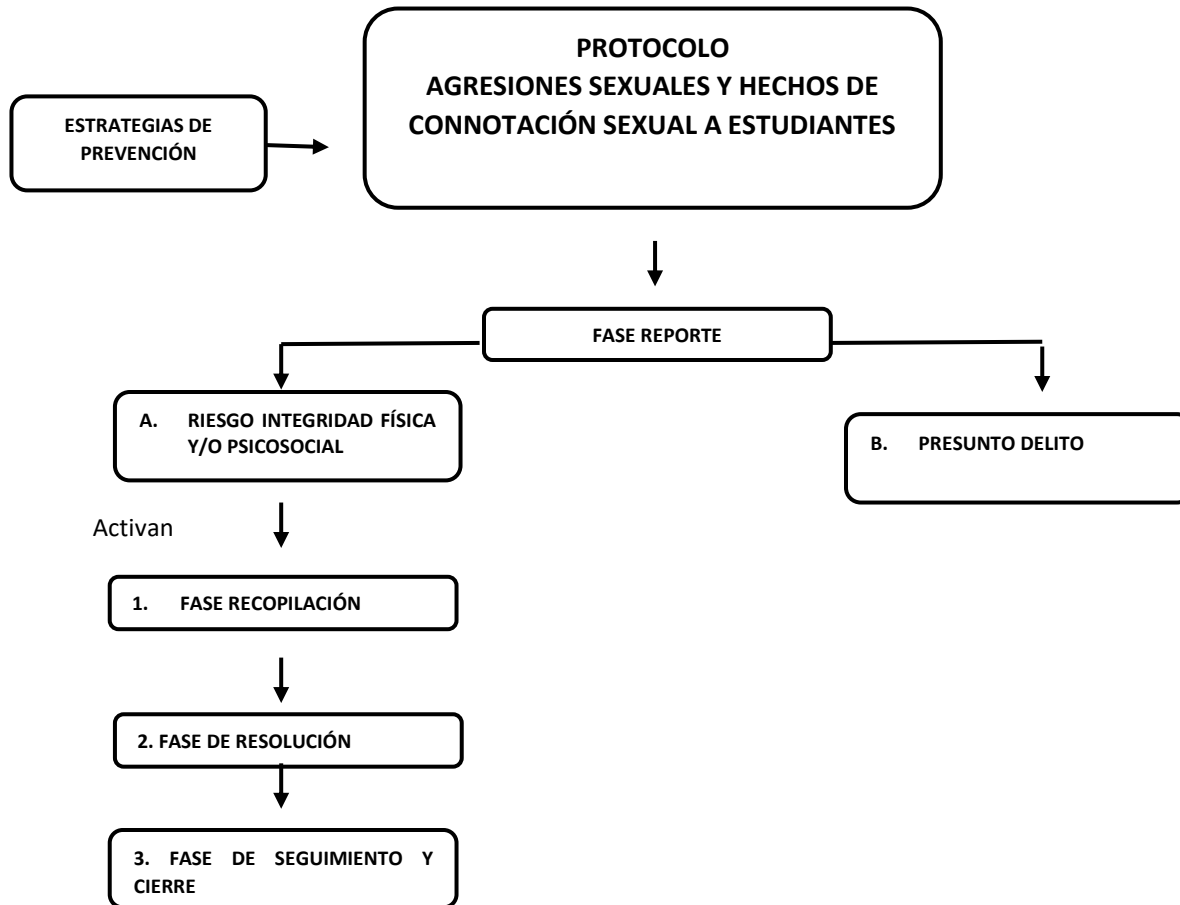 PROTOCOLO
AGRESIONES SEXUALES Y HECHOS DE
CONNOTACIÓN SEXUAL A ESTUDIANTES
ESTRATEGIAS DE
PREVENCIÓN
FASE REPORTE
A. RIESGO INTEGRIDAD FÍSICA
Y/O PSICOSOCIAL
B. PRESUNTO DELITO
Activan
1. FASE RECOPILACIÓN
2. FASE DE RESOLUCIÓN
3. FASE DE SEGUIMIENTO Y
CIERRE